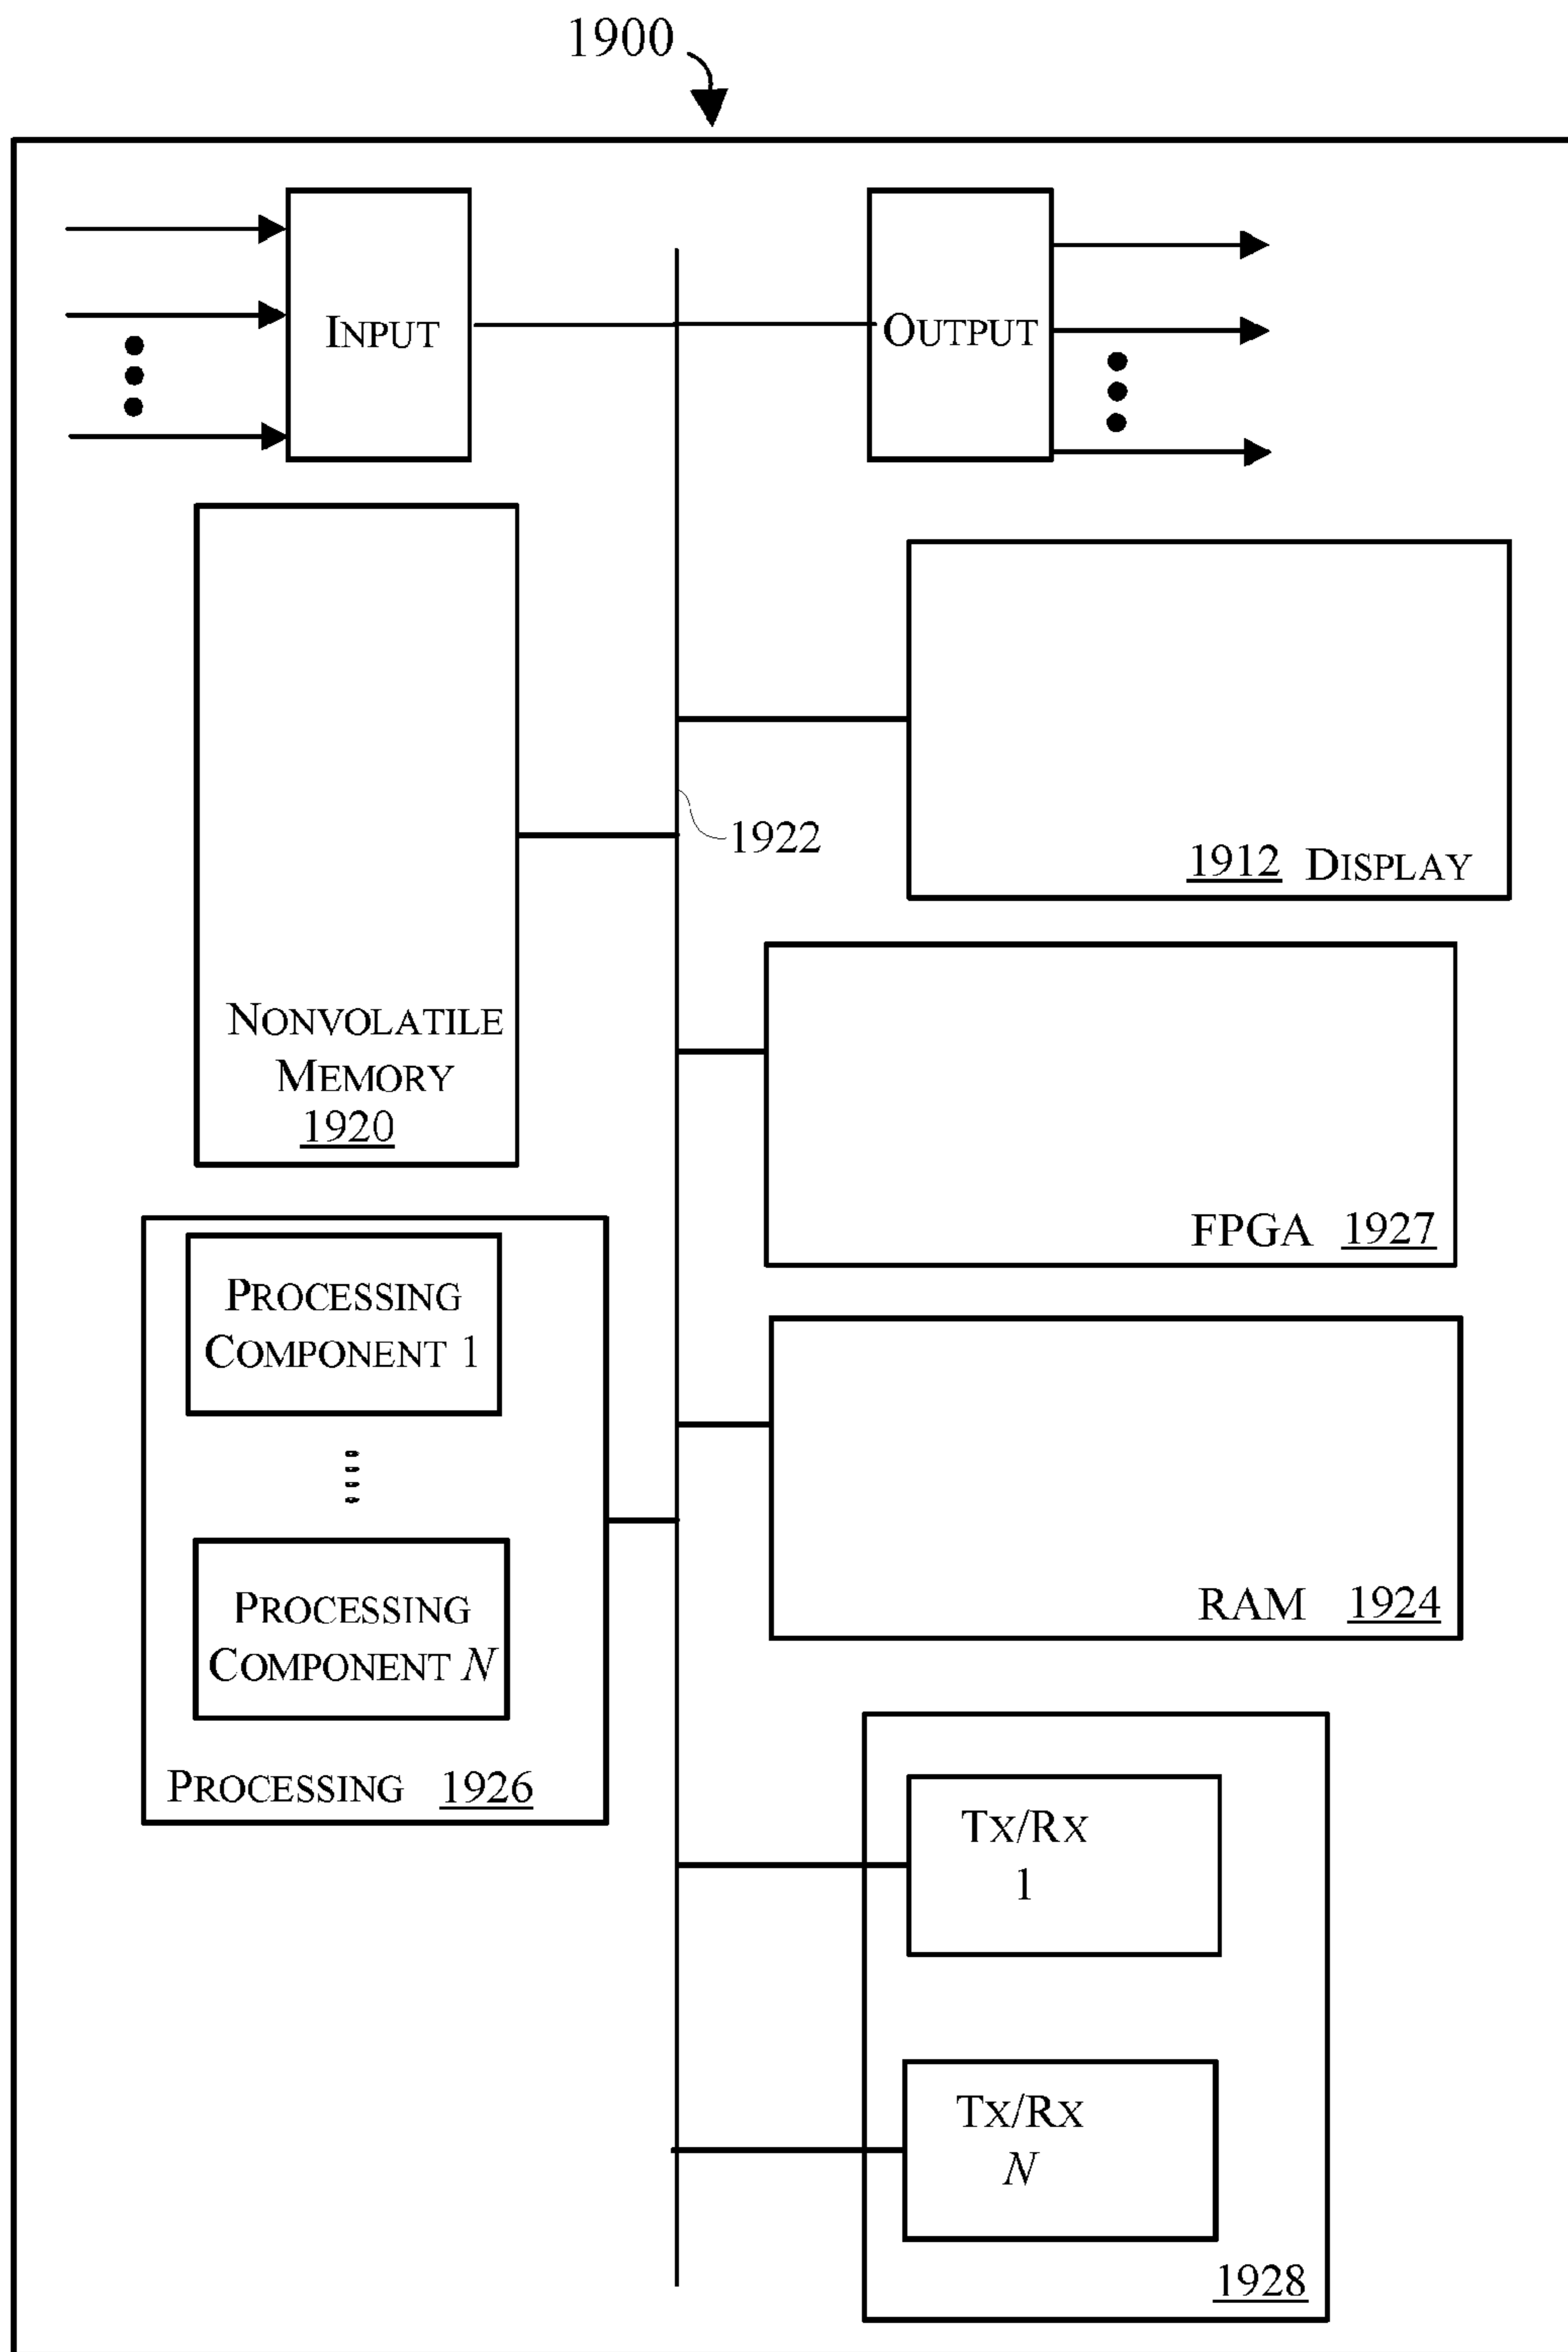 1900
INPUT
OUTPUT
1922
1912 DISPLAY
NONVOLATILE
MEMORY
1920
FPGA 1927
PROCESSING
COMPONENT 1
PROCESSING
COMPONENT N
PROCESSING 1926
RAM 1924
TX/RX
1
TX/RX
N
1928